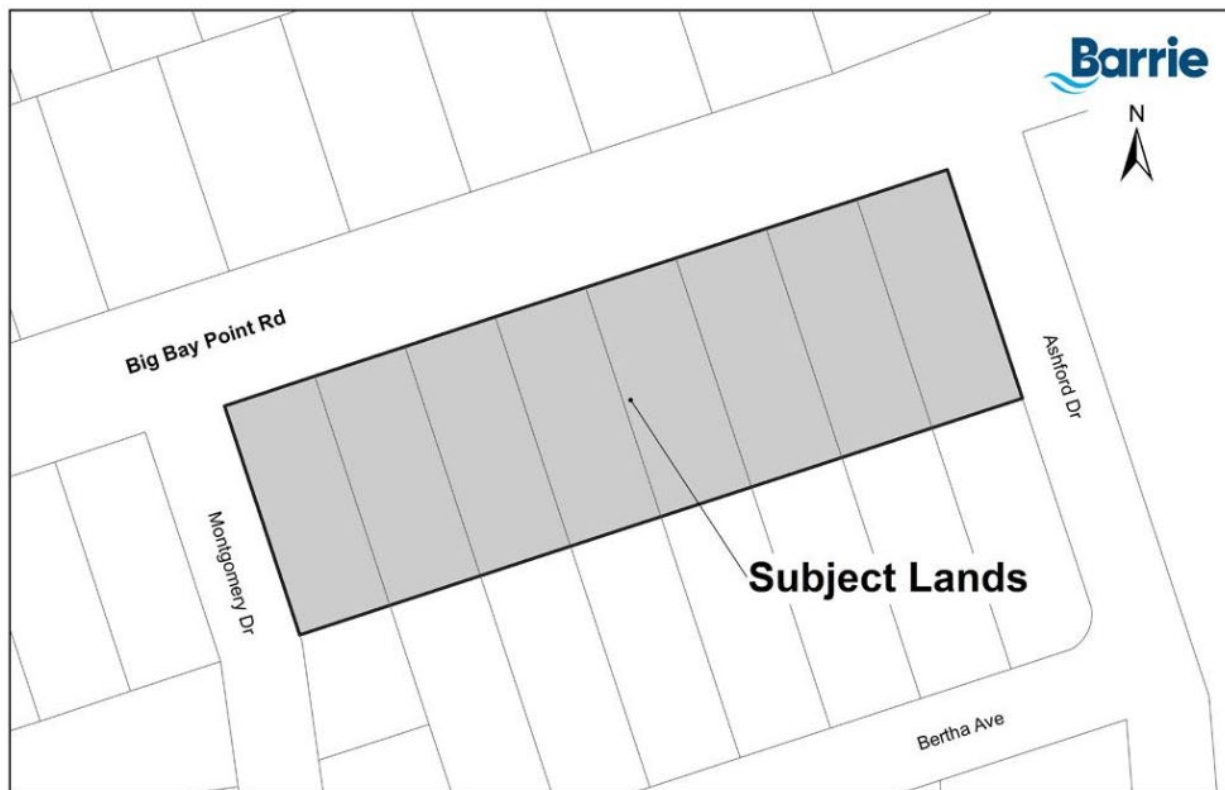 Barrie
N
Big Bay Point Rd
Ashford Dr
Montgomery Dr
Subject Lands
Bertha Ave